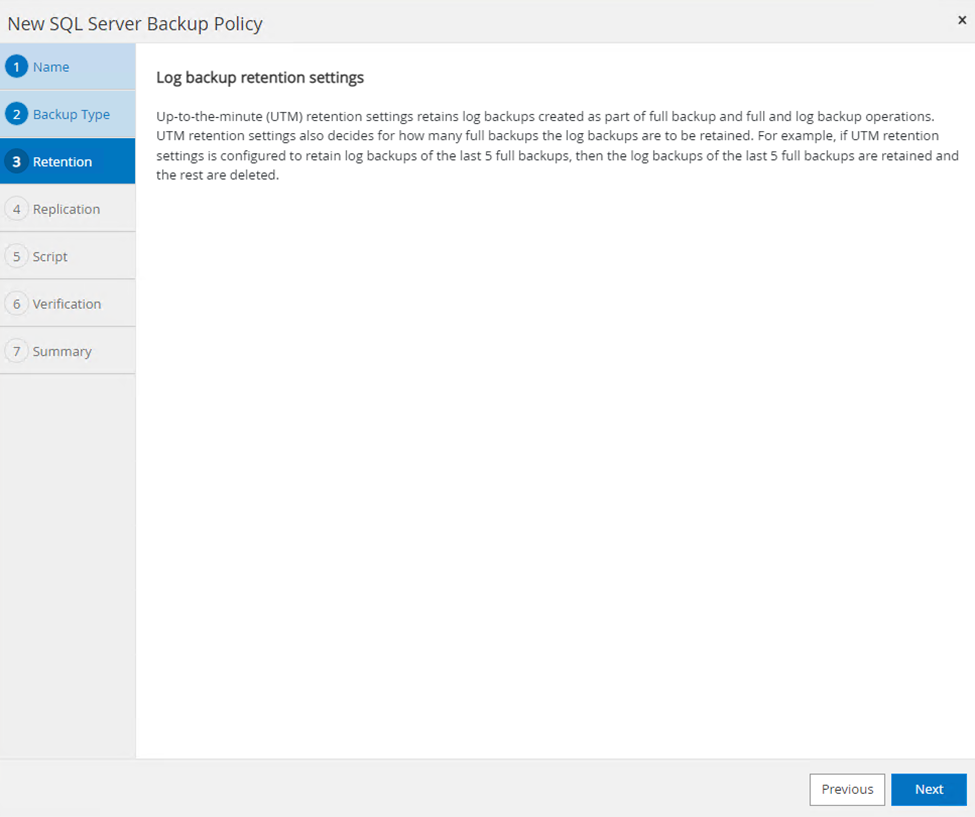 New SQL Server Backup Policy
×
1 Name
2 Backup Type
3 Retention
4 Replication
5 Script
6 Verification
7 Summary
Log backup retention settings
Up-to-the-minute (UTM) retention settings retains log backups created as part of full backup and full and log backup operations.
UTM retention settings also decides for how many full backups the log backups are to be retained. For example, if UTM retention
settings is configured to retain log backups of the last 5 full backups, then the log backups of the last 5 full backups are retained and
the rest are deleted.
Previous
Next